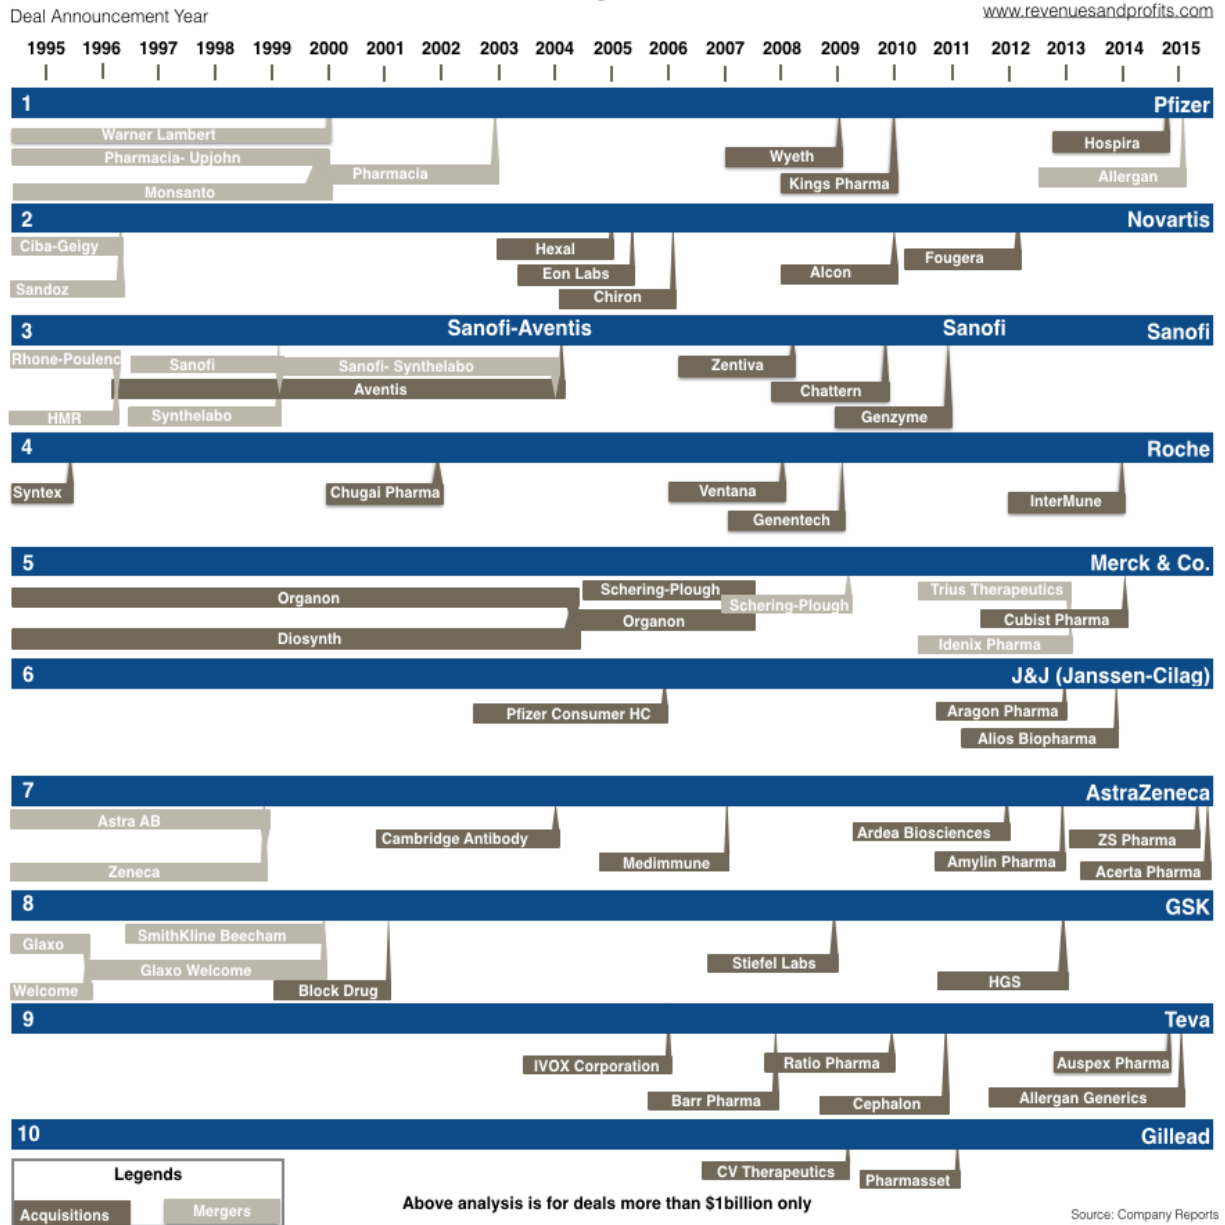 Deal Announcement Year
www.revenuesandprofits.com
1995 1996 1997 1998 1999 2000 2001 2002 2003 2004 2005 2006 2007 2008 2009 2010 2011 2012 2013 2014 2015
1 Pfizer
Warner Lambert
Hospira
Pharmacia- Upjohn
Wyeth
Pharmacia
Allergan
Kings Pharma
Monsanto
2 Novartis
Ciba-Geigy
Hexal
Fougera
Eon Labs
Alcon
Sandoz
Chiron
3 Sanofi-Aventis Sanofi Sanofi
Rhone-Poulenc
Sanofi
Sanofi- Synthelabo
Zentiva
Aventis
Chattern
HMR
Synthelabo
Genzyme
4 Roche
Syntex
Chugai Pharma
Ventana
InterMune
Genentech
5 Merck & Co.
Organon
Schering-Plough
Trius Therapeutics
Schering-Plough
Organon
Cubist Pharma
Diosynth
Idenix Pharma
6 J&J (Janssen-Cilag)
Pfizer Consumer HC
Aragon Pharma
Alios Biopharma
7 AstraZeneca
Astra AB
Cambridge Antibody
Ardea Biosciences
ZS Pharma
Zeneca
Medimmune
Amylin Pharma
Acerta Pharma
8 GSK
SmithKline Beecham
Glaxo
Glaxo Welcome
Stiefel Labs
HGS
Welcome
Block Drug
9 Teva
IVOX Corporation
Ratio Pharma
Auspex Pharma
Barr Pharma
Cephalon
Allergan Generics
10 Gillead
Legends
CV Therapeutics
Pharmasset
Acquisitions
Mergers
Above analysis is for deals more than $1billion only
Source: Company Reports